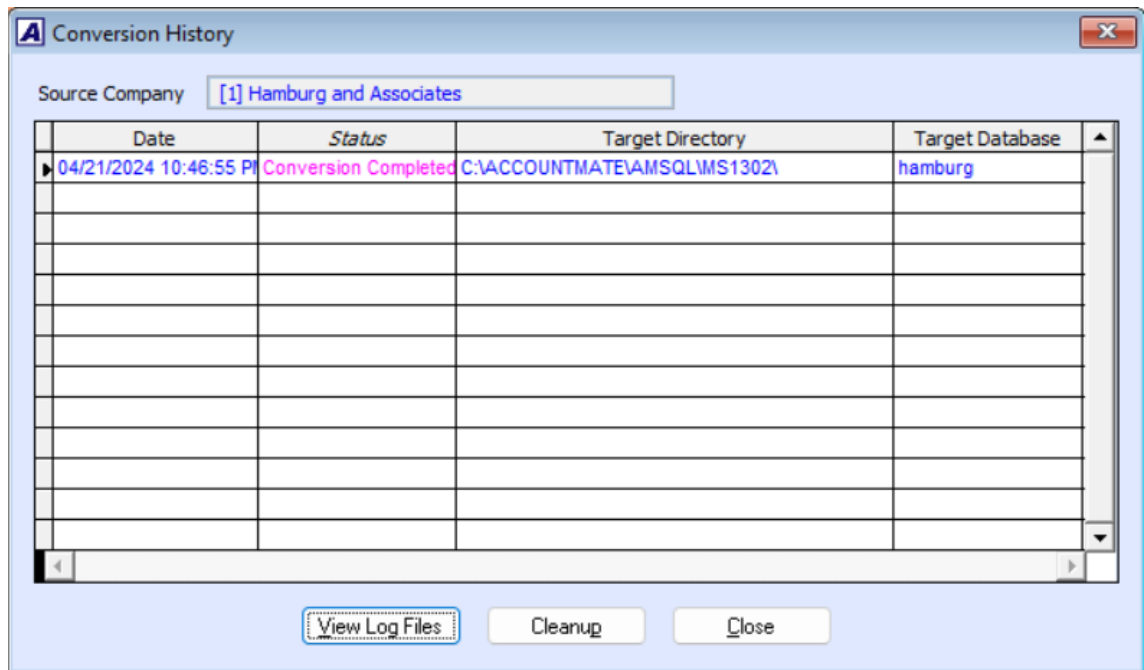 A Conversion History
Source Company [1] Hamburg and Associates
Date Status Target Directory Target Database
04/21/2024 10:46:55 P Conversion Completed C:\ACCOUNTMATE\AMSQL\MS1302\ hamburg
View Log Files Cleanup Close